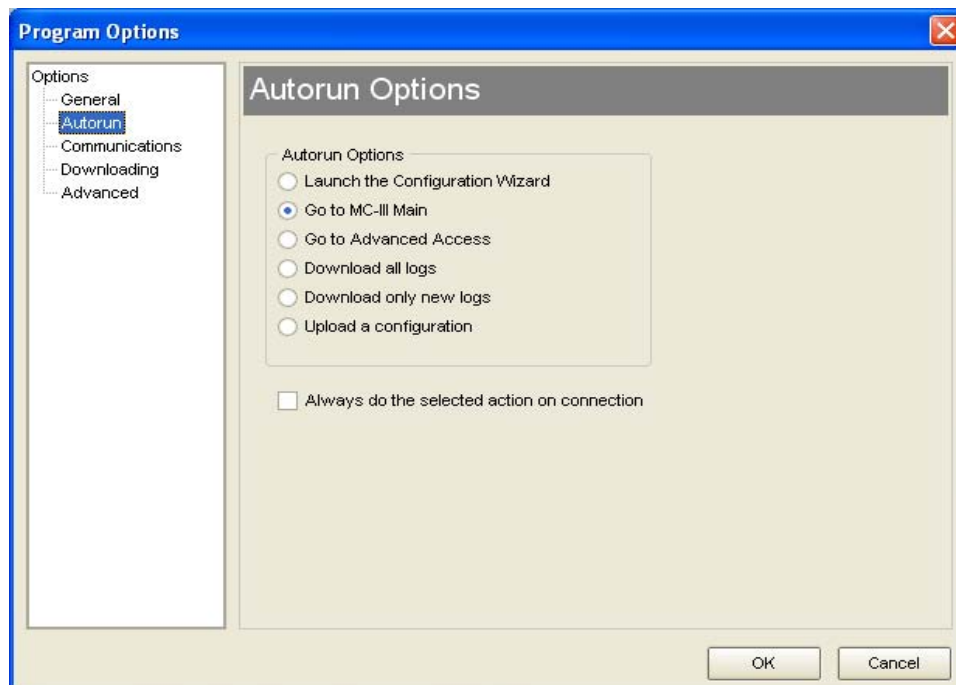 Program Options
Options
General
Autorun
Communications
Downloading
Advanced
Autorun Options
Autorun Options
Launch the Configuration Wizard
Go to MC-III Main
Go to Advanced Access
Download all logs
Download only new logs
Upload a configuration
Always do the selected action on connection
OK
Cancel